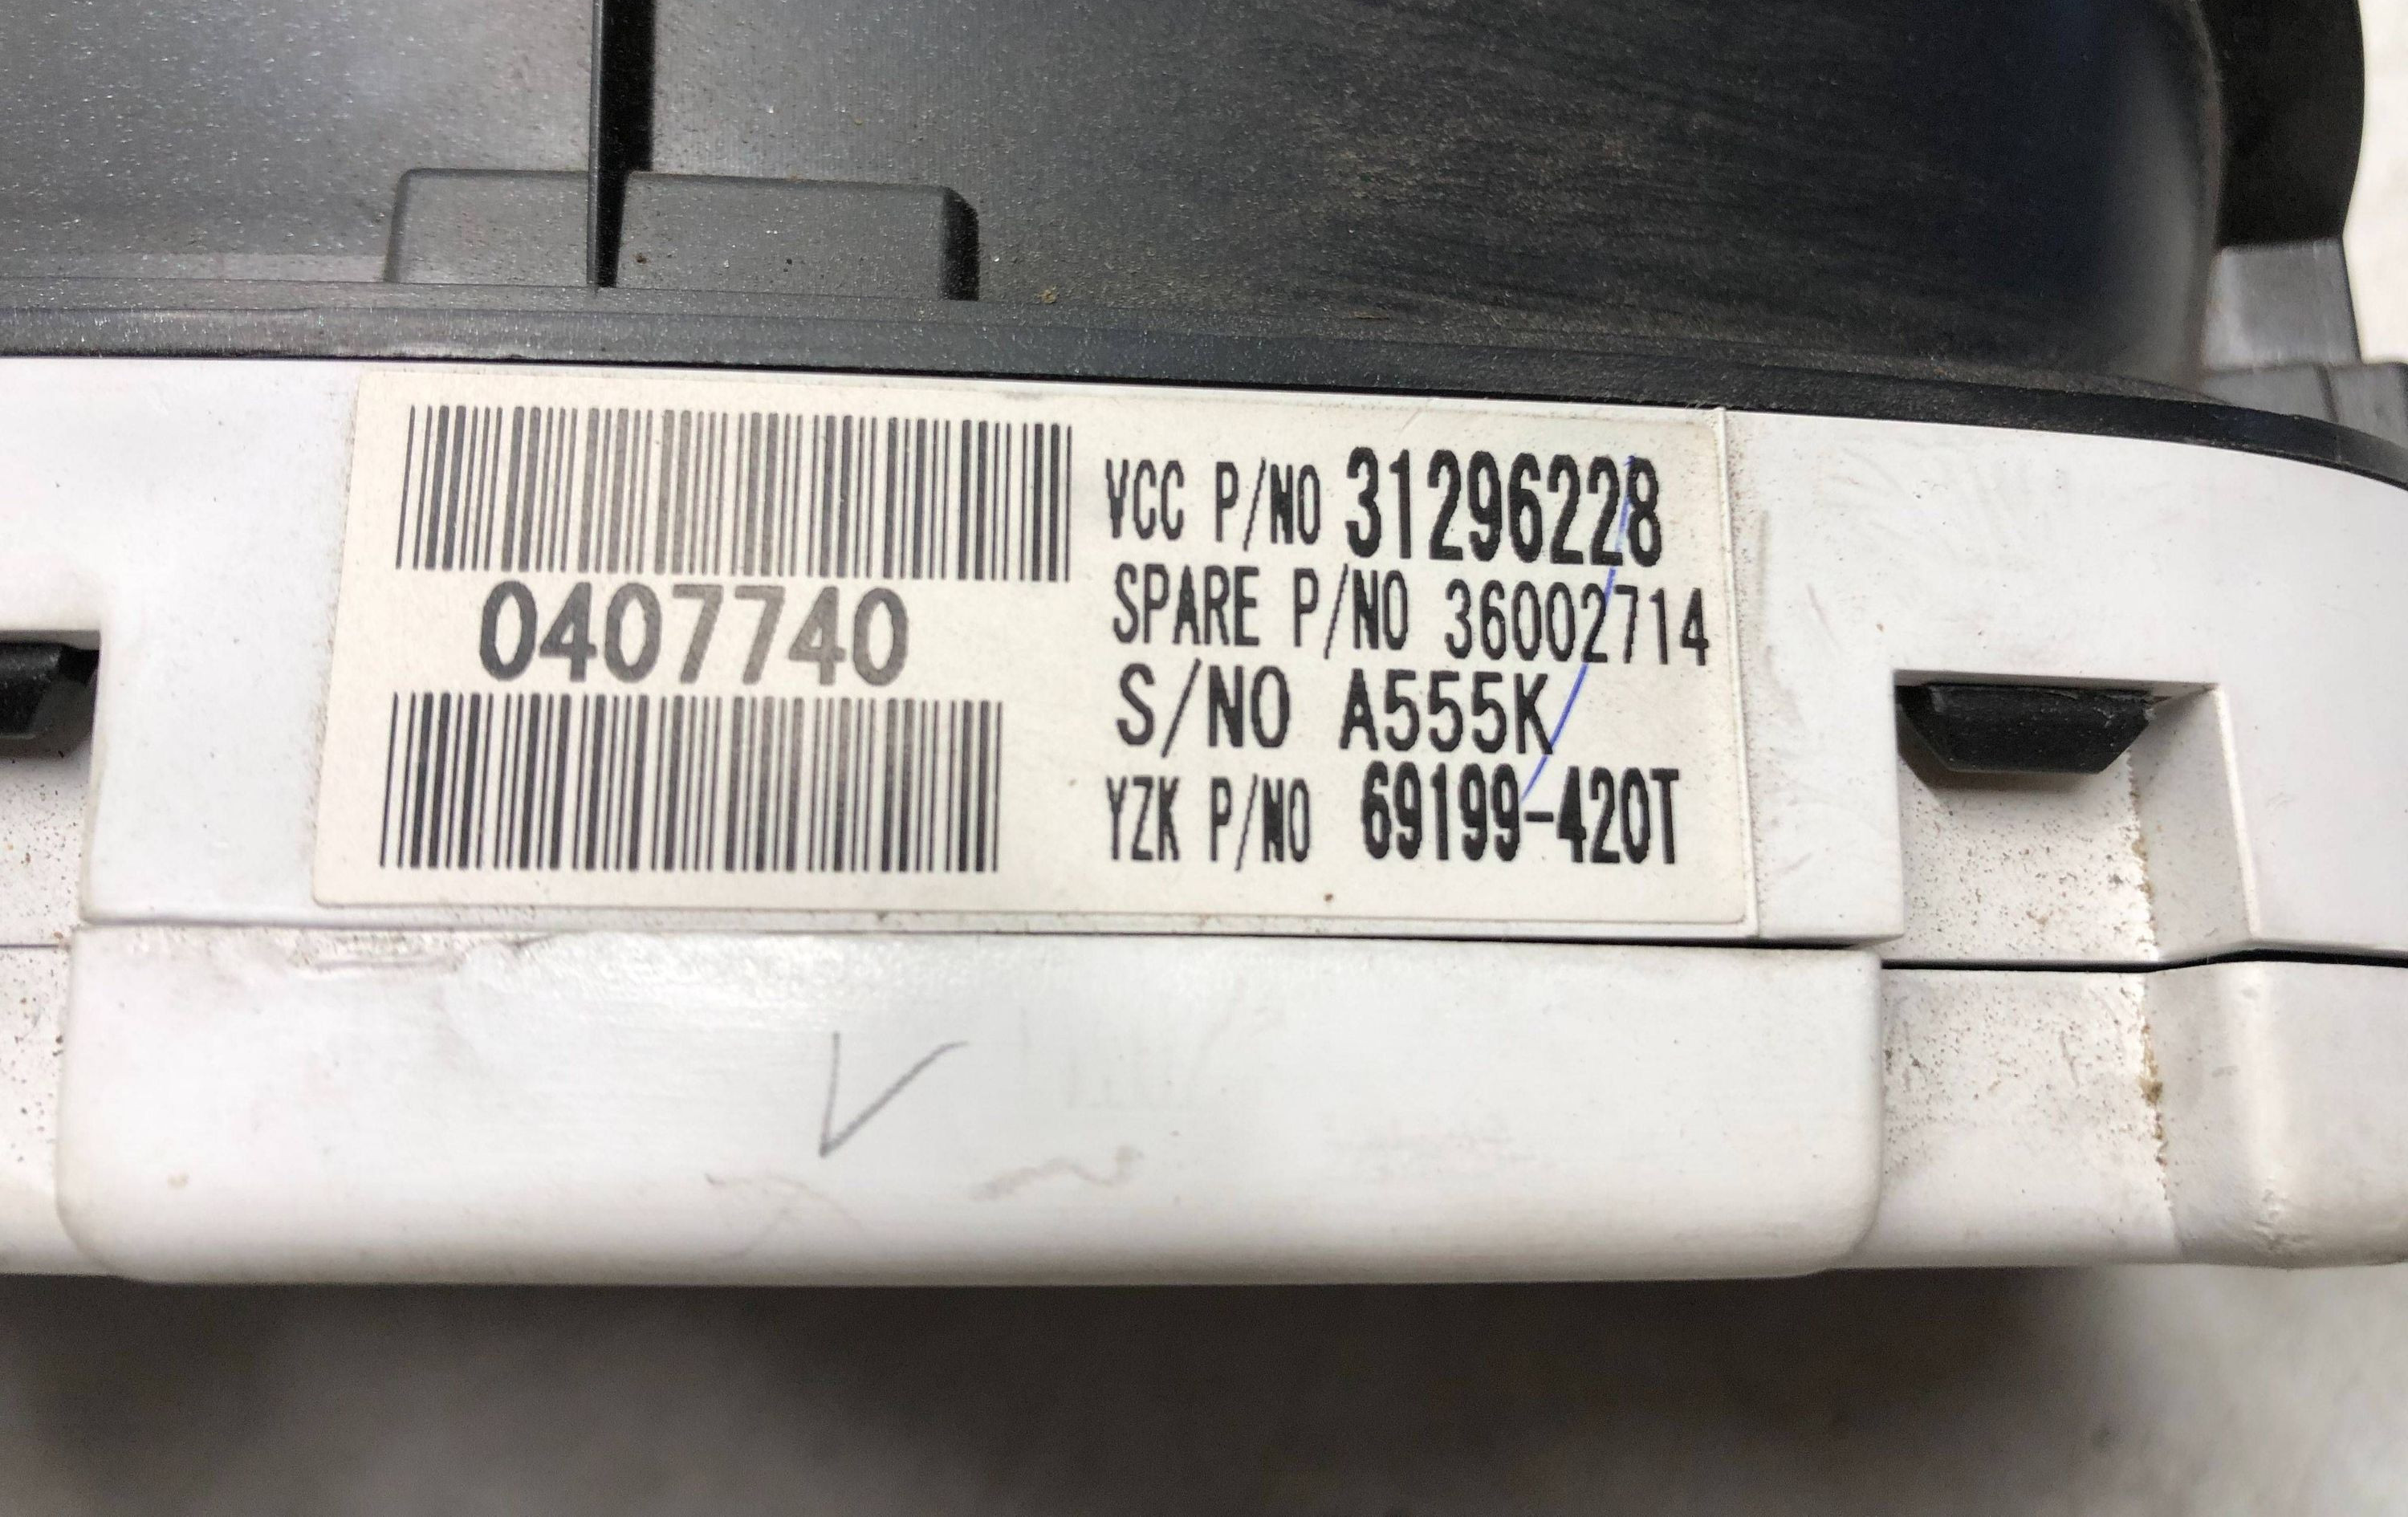 0407740
VCC P/NO 31296228
SPARE P/NO 36002714
S/NO A555K
YZK P/NO 69199-420T